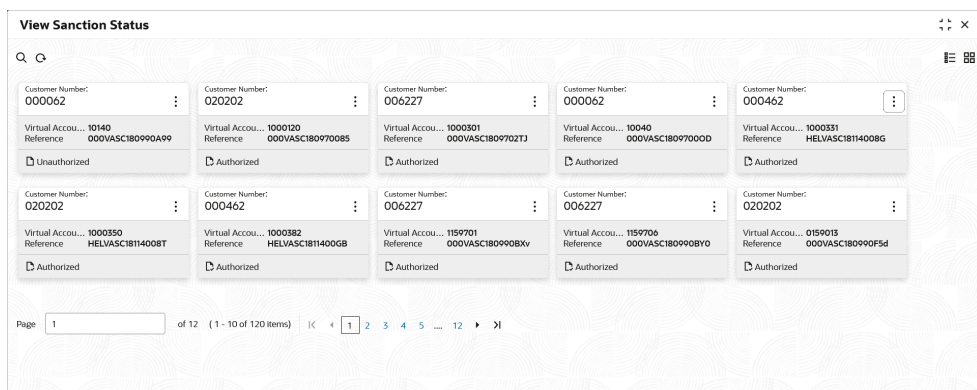 View Sanction Status
Customer Number:
000062
Virtual Accou... 10140
Reference 000VASC180990A99
Unauthorized
Customer Number:
020202
Virtual Accou... 1000120
Reference 000VASC180970085
Authorized
Customer Number:
006227
Virtual Accou... 1000301
Reference 000VASC1809702TJ
Authorized
Customer Number:
000062
Virtual Accou... 10040
Reference 000VASC1809700OD
Authorized
Customer Number:
000462
Virtual Accou... 1000331
Reference HELVASC18114008G
Authorized
Customer Number:
020202
Virtual Accou... 1000350
Reference HELVASC18114008T
Authorized
Customer Number:
000462
Virtual Accou... 1000382
Reference HELVASC1811400GB
Authorized
Customer Number:
006227
Virtual Accou... 1159701
Reference 000VASC180990BXv
Authorized
Customer Number:
006227
Virtual Accou... 1159706
Reference 000VASC180990BY0
Authorized
Customer Number:
020202
Virtual Accou... 0159013
Reference 000VASC180990F5d
Authorized
Page 1 of 12 (1 - 10 of 120 items) 1 2 3 4 5 .... 12